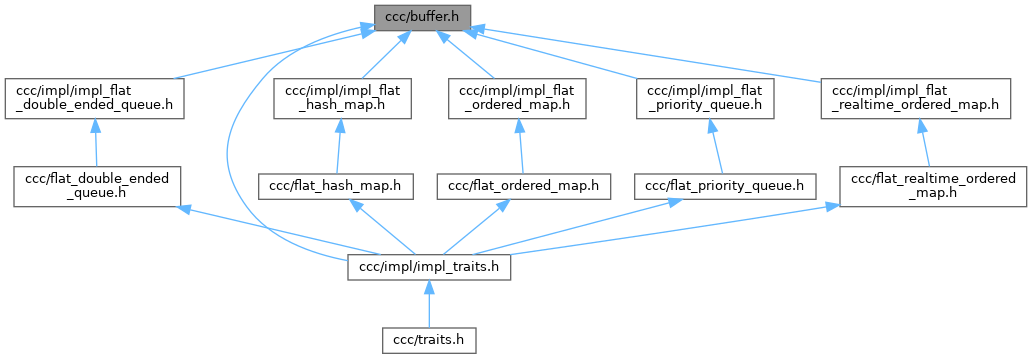 ccc/buffer.h
ccc/impl/impl_flat
_double_ended_queue.h
ccc/impl/impl_flat
_hash_map.h
ccc/impl/impl_flat
_ordered_map.h
ccc/impl/impl_flat
_priority_queue.h
ccc/impl/impl_flat
_realtime_ordered_map.h
ccc/flat_double_ended
_queue.h
ccc/flat_hash_map.h
ccc/flat_ordered_map.h
ccc/flat_priority_queue.h
ccc/flat_realtime_ordered
_map.h
ccc/impl/impl_traits.h
ccc/traits.h